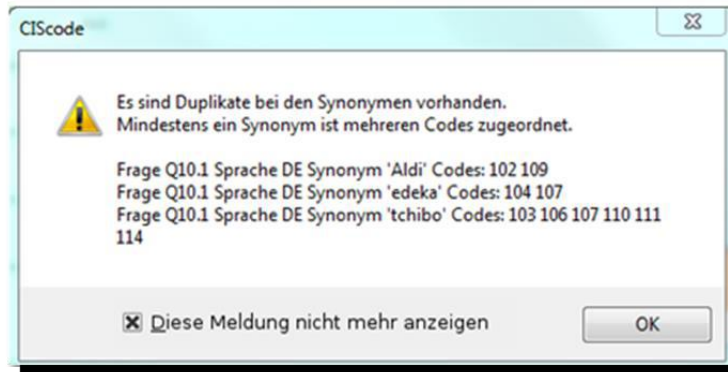 CIScode
Es sind Duplikate bei den Synonymen vorhanden.
Mindestens ein Synonym ist mehreren Codes zugeordnet.
Frage Q10.1 Sprache DE Synonym 'Aldi' Codes: 102 109
Frage Q10.1 Sprache DE Synonym 'edeka' Codes: 104 107
Frage Q10.1 Sprache DE Synonym 'tchibo' Codes: 103 106 107 110 111
114
Diese Meldung nicht mehr anzeigen
OK